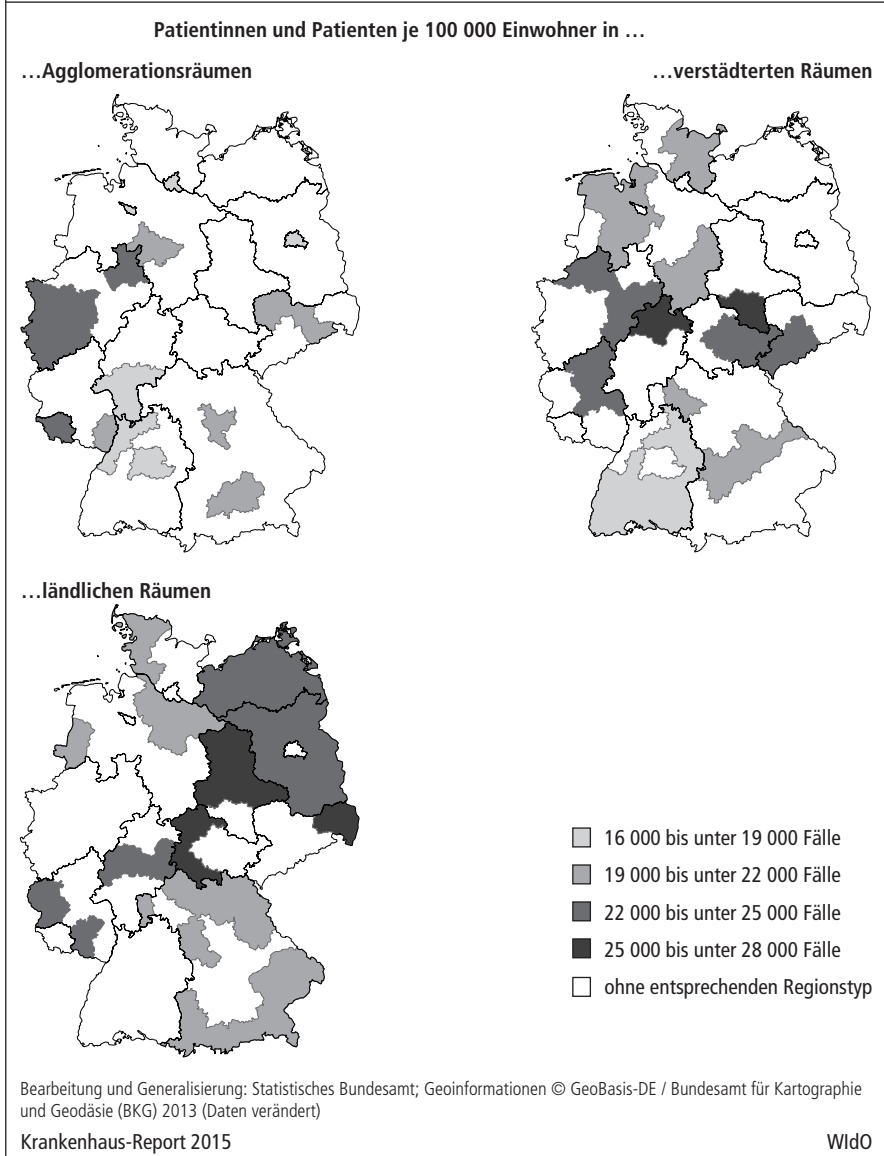 Patientinnen und Patienten je 100 000 Einwohner in …
…Agglomerationsräumen
…verstädterten Räumen
…ländlichen Räumen
16 000 bis unter 19 000 Fälle
19 000 bis unter 22 000 Fälle
22 000 bis unter 25 000 Fälle
25 000 bis unter 28 000 Fälle
ohne entsprechenden Regionstyp
Bearbeitung und Generalisierung: Statistisches Bundesamt; Geoinformationen © GeoBasis-DE / Bundesamt für Kartographie
und Geodäsie (BKG) 2013 (Daten verändert)
Krankenhaus-Report 2015
WIdO